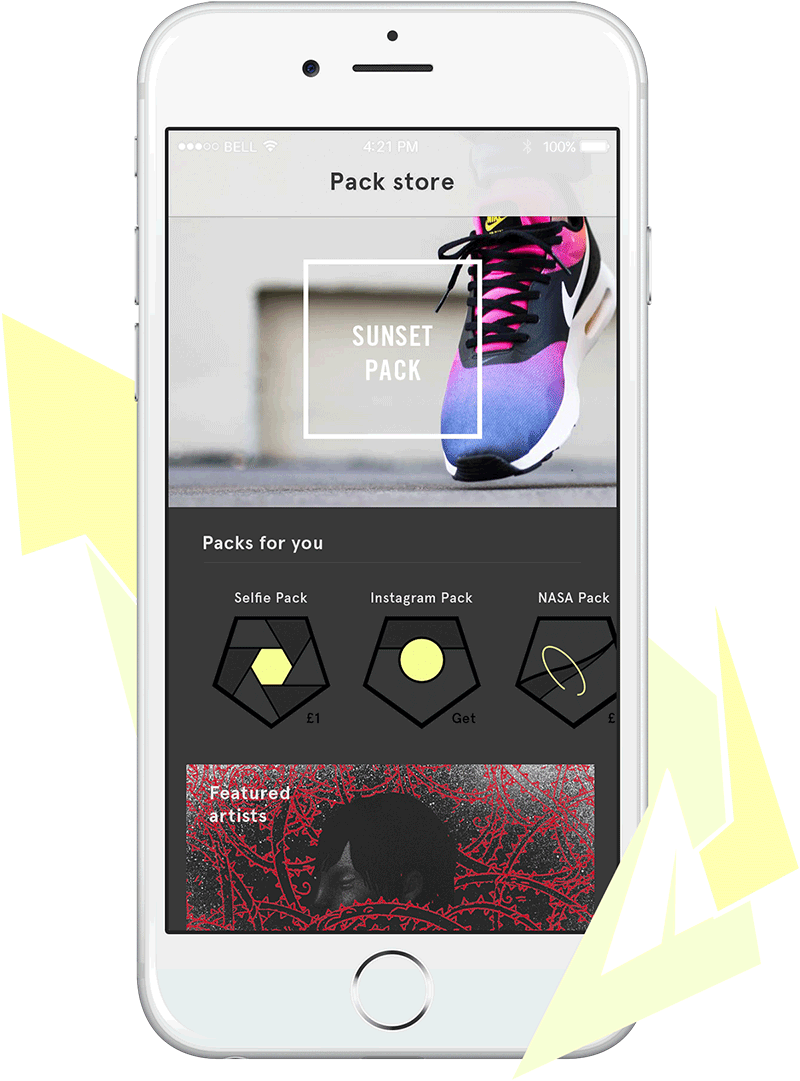 BELL
4:21 PM
100%
Pack store
SUNSET
PACK
Packs for you
Selfie Pack
Instagram Pack
NASA Pack
£1
Get
£
Featured
artists